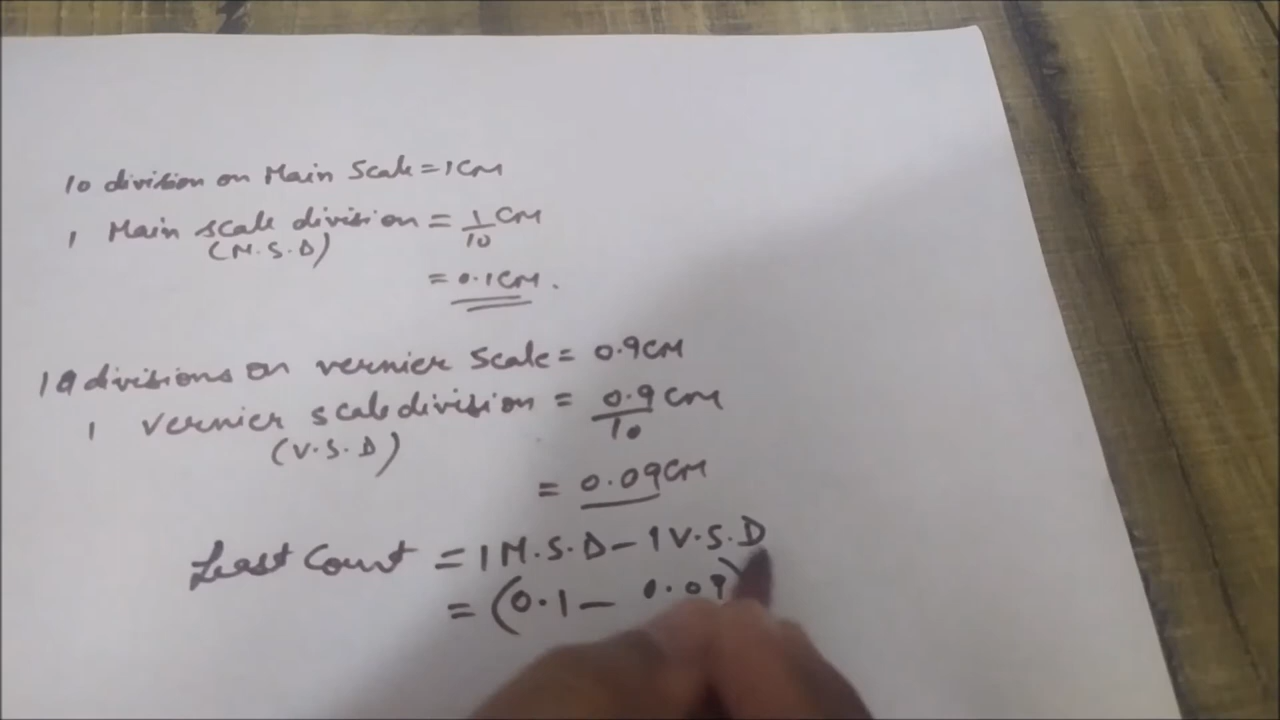 10 division on Main Scale = 1CM
1 Main scale division = 1/10 CM
(M.S.D)
= 0.1CM.
10 divisions on vernier Scale = 0.9CM
1 vernier scale division = 0.9/10 CM
(V.S.D)
= 0.09CM
Least Count = 1 M.S.D - 1 V.S.D
= (0.1 - 0.09)